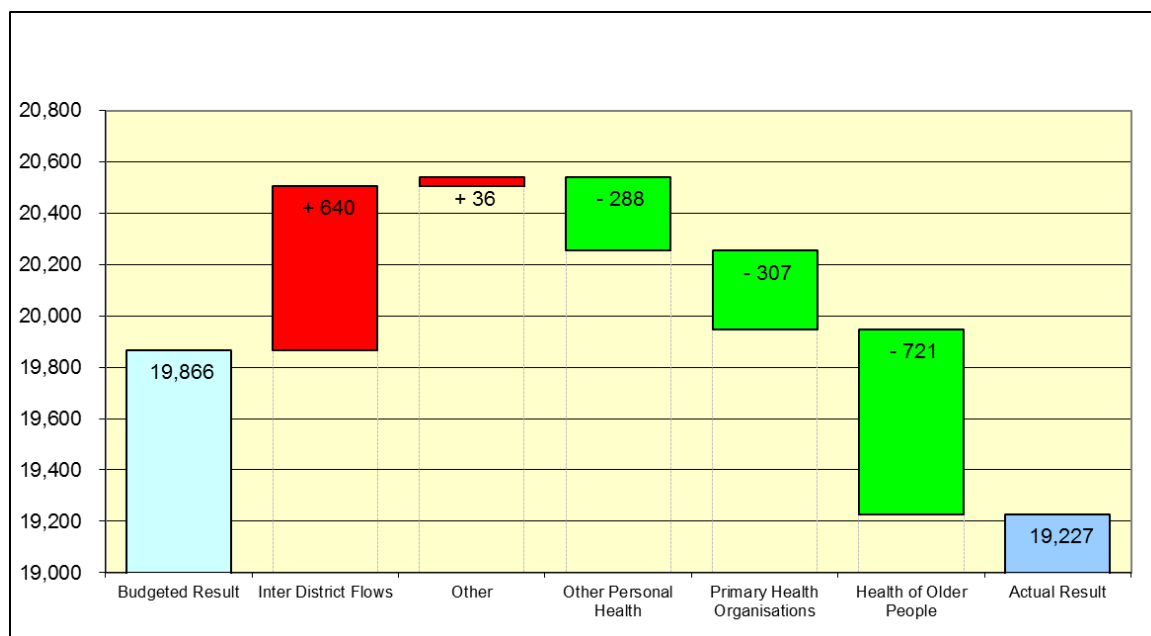 20,800
20,600
20,400
20,200
20,000
19,800
19,600
19,400
19,200
19,000
19,866
+ 640
+ 36
- 288
- 307
- 721
19,227
Budgeted Result
Inter District Flows
Other
Other Personal
Health
Primary Health
Organisations
Health of Older
People
Actual Result